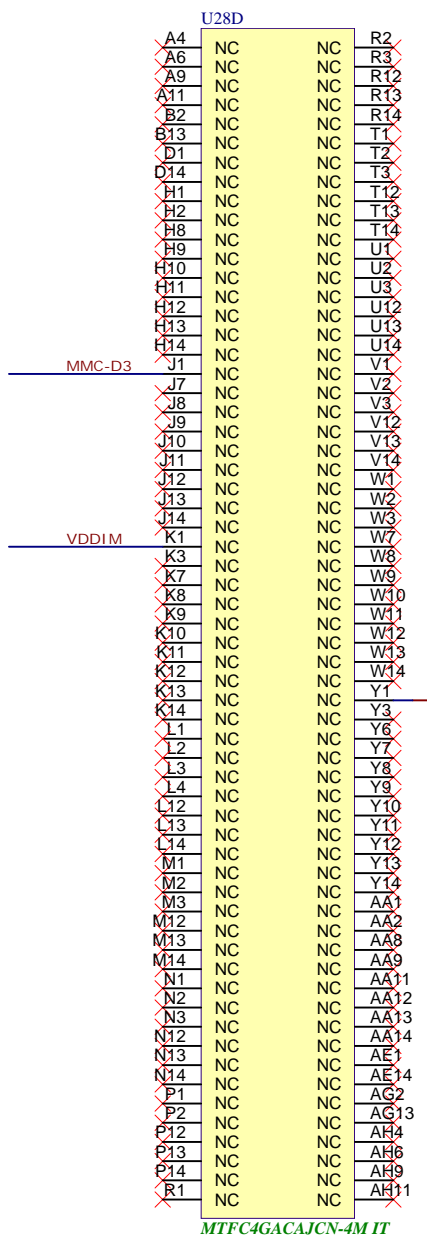 U28D
A4 NC NC R2
A6 NC NC R3
A9 NC NC R12
A11 NC NC R13
B2 NC NC R14
B13 NC NC T1
D1 NC NC T2
D14 NC NC T3
H1 NC NC T12
H2 NC NC T13
H8 NC NC T14
H9 NC NC U1
H10 NC NC U2
H11 NC NC U3
H12 NC NC U12
H13 NC NC U13
H14 NC NC U14
MMC-D3 J1 NC NC V1
J7 NC NC V2
J8 NC NC V3
J9 NC NC V12
J10 NC NC V13
J11 NC NC V14
J12 NC NC W1
J13 NC NC W2
J14 NC NC W3
VDDIM K1 NC NC W7
K3 NC NC W8
K7 NC NC W9
K8 NC NC W10
K9 NC NC W11
K10 NC NC W12
K11 NC NC W13
K12 NC NC W14
K13 NC NC Y1
K14 NC NC Y3
L1 NC NC Y6
L2 NC NC Y7
L3 NC NC Y8
L4 NC NC Y9
L12 NC NC Y10
L13 NC NC Y11
L14 NC NC Y12
M1 NC NC Y13
M2 NC NC Y14
M3 NC NC AA1
M12 NC NC AA2
M13 NC NC AA8
M14 NC NC AA9
N1 NC NC AA11
N2 NC NC AA12
N3 NC NC AA13
N12 NC NC AA14
N13 NC NC AE1
N14 NC NC AE14
P1 NC NC AG2
P2 NC NC AG13
P12 NC NC AH4
P13 NC NC AH6
P14 NC NC AH9
R1 NC NC AH11
MTFC4GACAJCN-4M IT